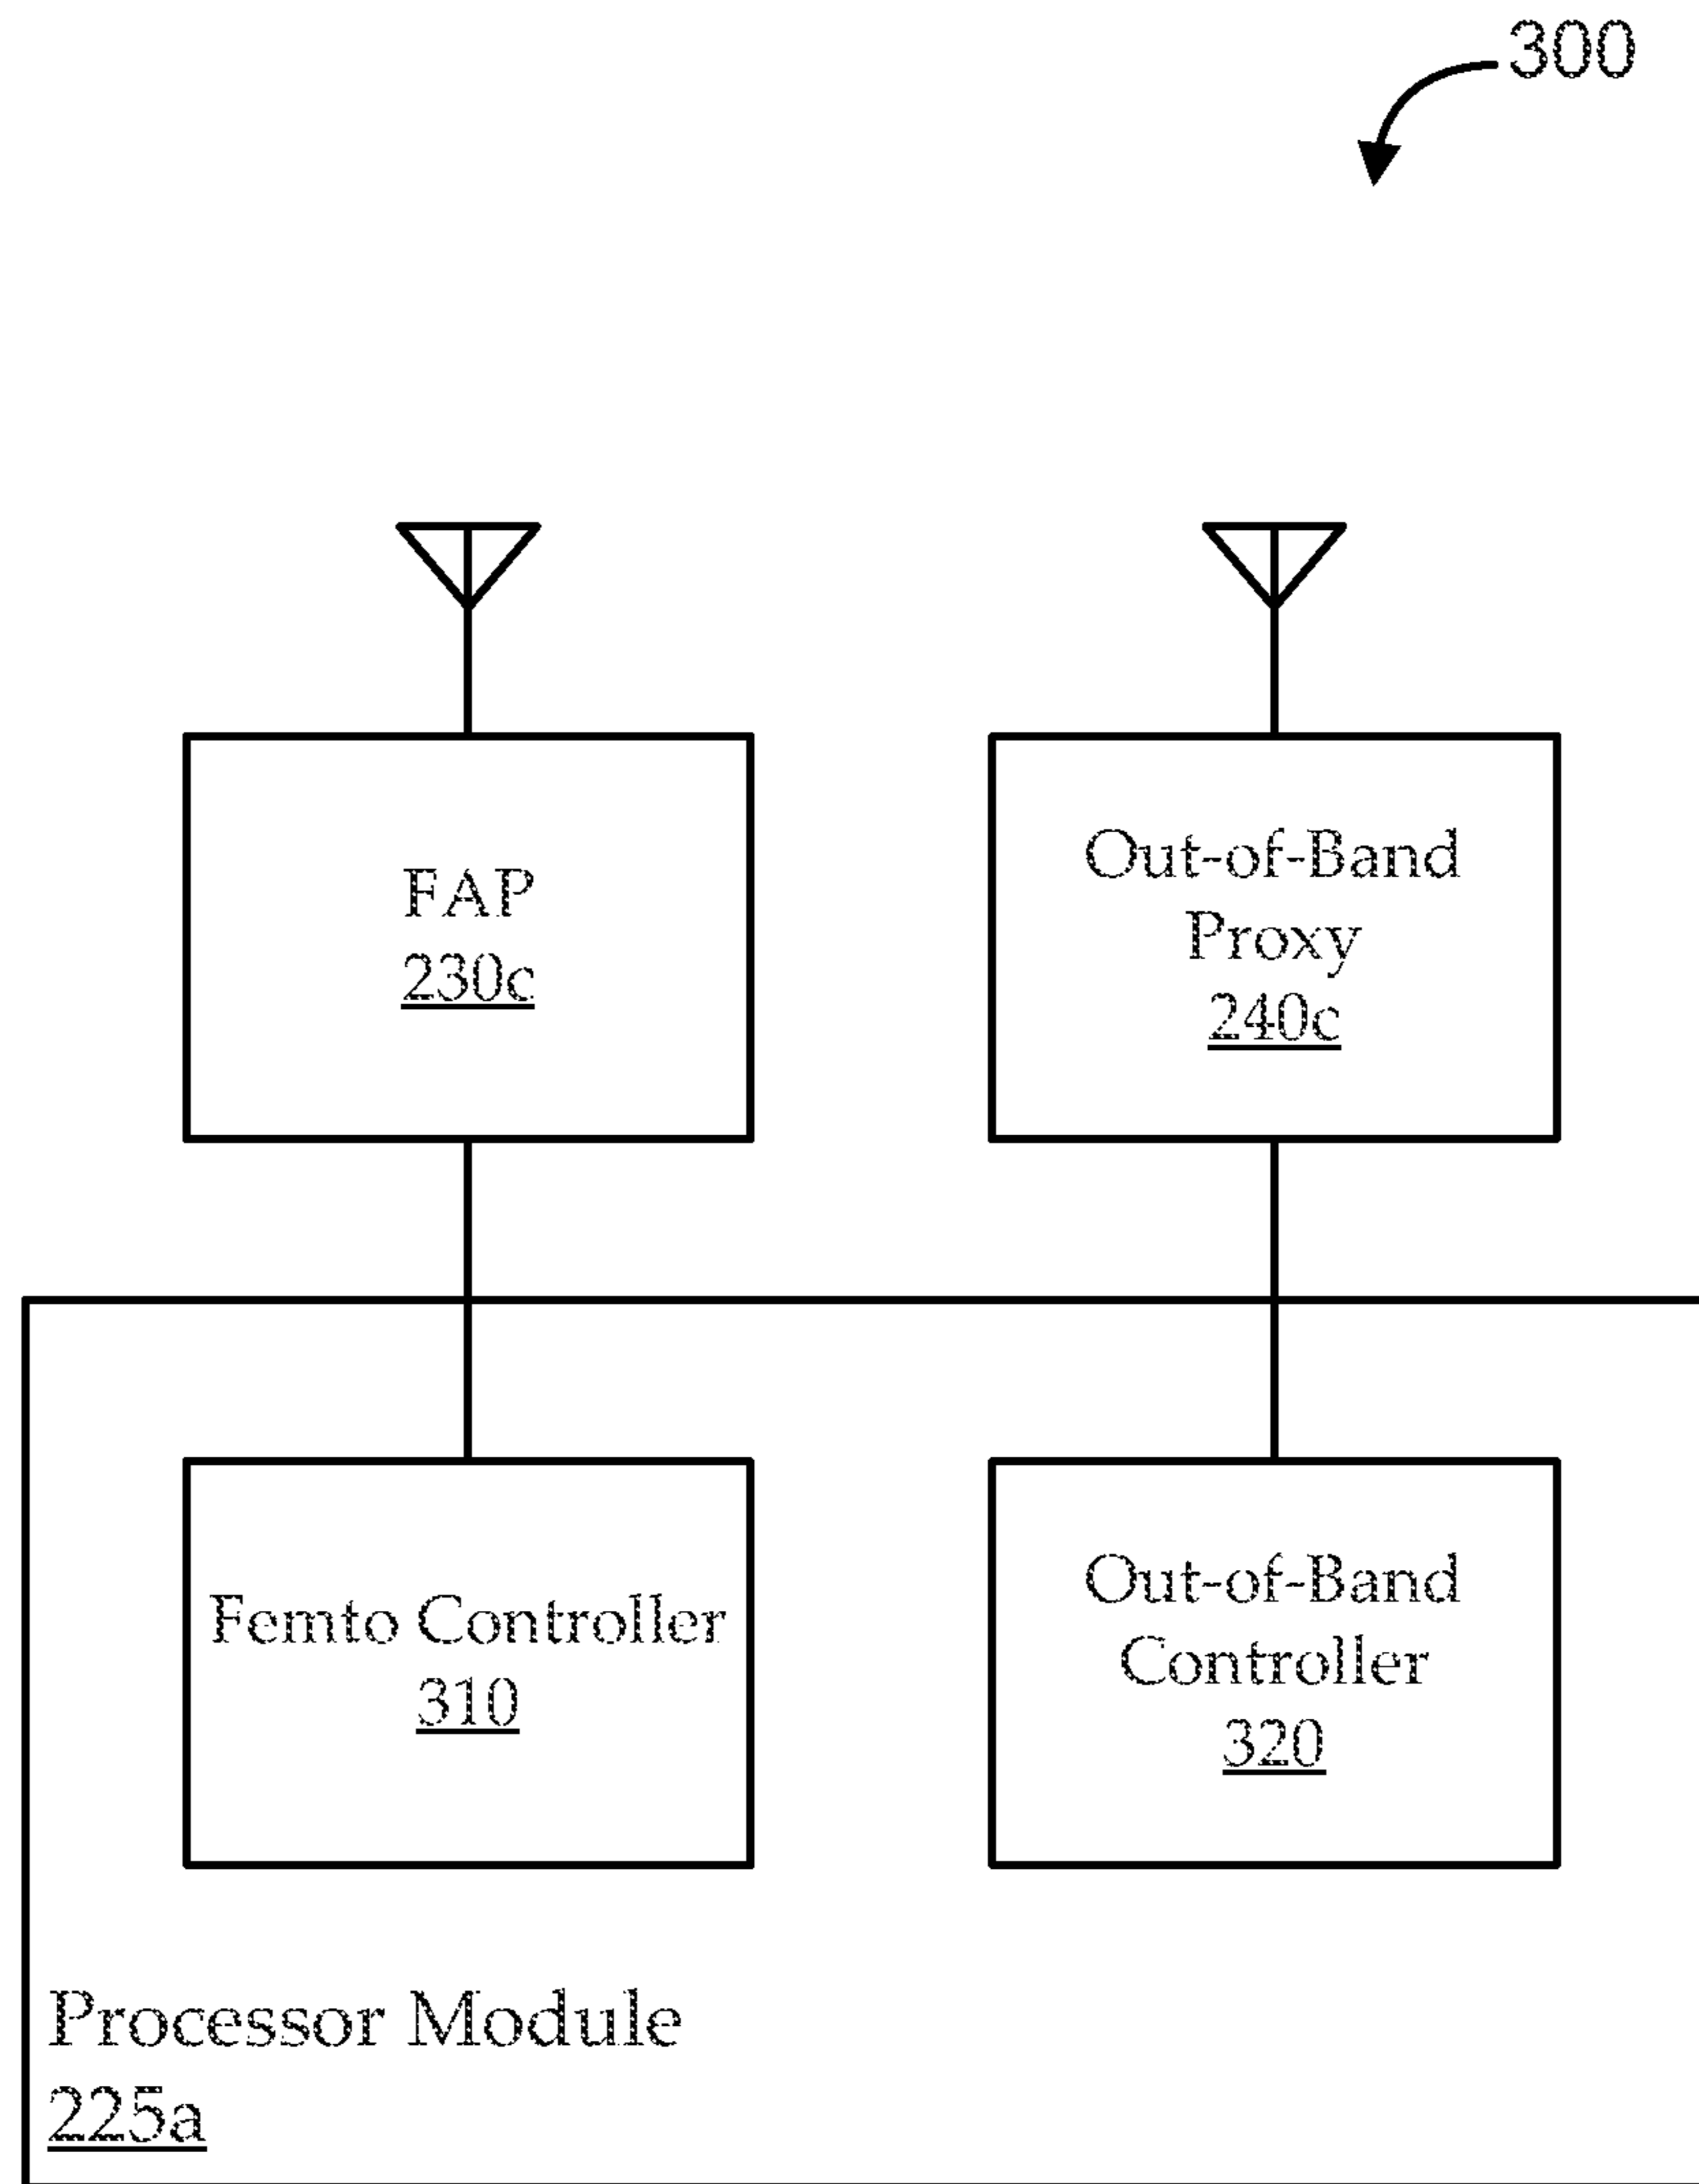 300
FAP
230c
Out-of-Band
Proxy
240c
Femto Controller
310
Out-of-Band
Controller
320
Processor Module
225a